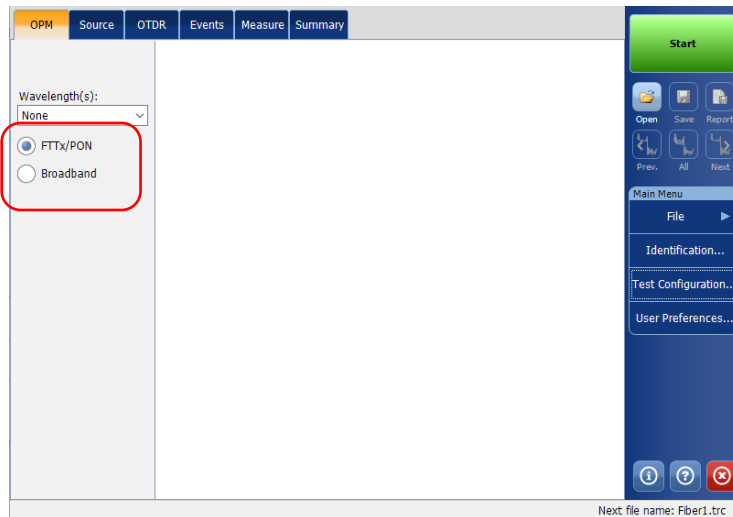 OPM Source OTDR Events Measure Summary
Start
Wavelength(s):
None
FTTx/PON
Broadband
Open Save Report
Prev. All Next
Main Menu
File
Identification...
Test Configuration..
User Preferences...
Next file name: Fiber1.trc